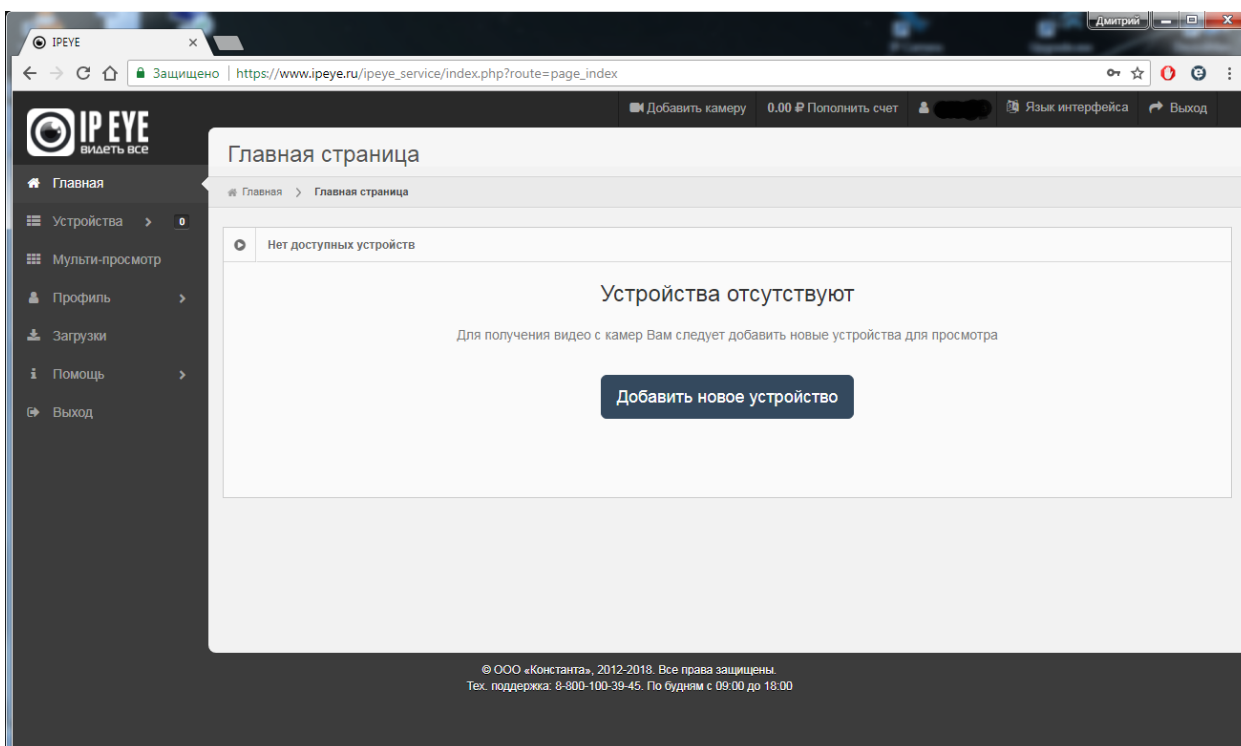 Дмитрий
IPEYE
Защищено https://www.ipeye.ru/ipeye_service/index.php?route=page_index
Добавить камеру 0.00 ₽ Пополнить счет Язык интерфейса Выход
IP EYE
видеть все
Главная страница
Главная
Главная > Главная страница
Устройства > 0
Нет доступных устройств
Мульти-просмотр
Устройства отсутствуют
Профиль >
Загрузки
Для получения видео с камер Вам следует добавить новые устройства для просмотра
Помощь >
Добавить новое устройство
Выход
© ООО «Константа», 2012-2018. Все права защищены.
Тех. поддержка: 8-800-100-39-45. По будням с 09:00 до 18:00